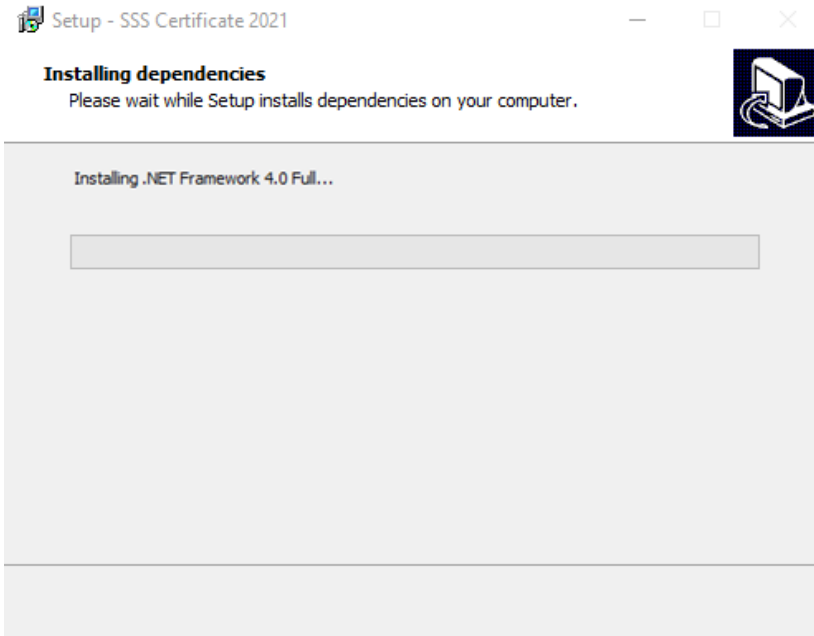 Setup - SSS Certificate 2021
Installing dependencies
Please wait while Setup installs dependencies on your computer.
Installing .NET Framework 4.0 Full...